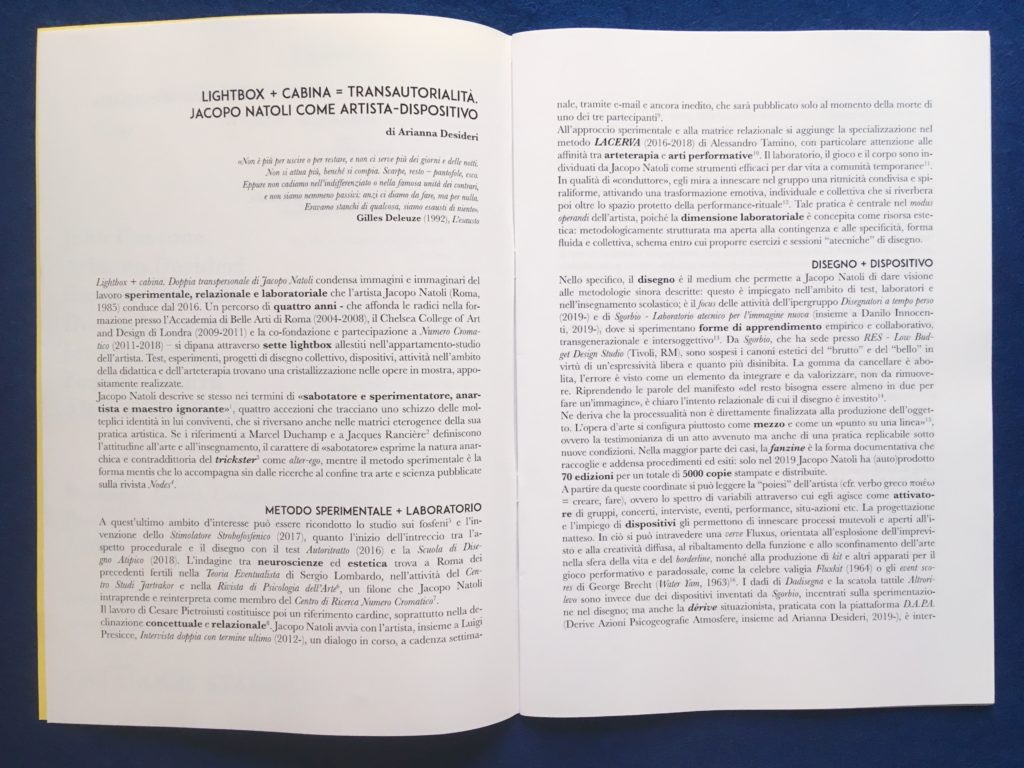 LIGHTBOX + CABINA = TRANSAUTORIALITÀ.
JACOPO NATOLI COME ARTISTA-DISPOSITIVO
di Arianna Desideri
«Non è più per uscire o per restare, e non ci serve più dei giorni e delle notti.
Non si attua più, benché si compia. Scarpe, resto – pantofole, esco.
Eppure non cadiamo nell'indifferenziato o nella famosa unità dei contrari,
e non siamo nemmeno passivi: anzi ci diamo da fare, ma per nulla.
Eravamo stanchi di qualcosa, siamo esausti di niente».
Gilles Deleuze (1992), L'esausto
Lightbox + cabina. Doppia transpersonale di Jacopo Natoli condensa immagini e immaginari del
lavoro sperimentale, relazionale e laboratoriale che l'artista Jacopo Natoli (Roma,
1985) conduce dal 2016. Un percorso di quattro anni - che affonda le radici nella for-
mazione presso l'Accademia di Belle Arti di Roma (2004-2008), il Chelsea College of Art
and Design di Londra (2009-2011) e la co-fondazione e partecipazione a Numero Croma-
tico (2011-2018) – si dipana attraverso sette lightbox allestiti nell'appartamento-studio
dell'artista. Test, esperimenti, progetti di disegno collettivo, dispositivi, attività nell'ambito
della didattica e dell'arteterapia trovano una cristallizzazione nelle opere in mostra, appo-
sitamente realizzate.
Jacopo Natoli descrive se stesso nei termini di «sabotatore e sperimentatore, anar-
tista e maestro ignorante»¹, quattro accezioni che tracciano uno schizzo delle mol-
teplici identità in lui conviventi, che si riversano anche nelle matrici eterogenee della sua
pratica artistica. Se i riferimenti a Marcel Duchamp e a Jacques Rancière² definiscono
l'attitudine all'arte e all'insegnamento, il carattere di «sabotatore» esprime la natura anar-
chica e contraddittoria del trickster³ come alter-ego, mentre il metodo sperimentale è la
forma mentis che lo accompagna sin dalle ricerche al confine tra arte e scienza pubblicate
sulla rivista Nodes⁴.
METODO SPERIMENTALE + LABORATORIO
A quest'ultimo ambito d'interesse può essere ricondotto lo studio sui fosfeni⁵ e l'in-
venzione dello Stimolatore Strobofosfenico (2017), quanto l'inizio dell'intreccio tra l'a-
spetto procedurale e il disegno con il test Autoritratto (2016) e la Scuola di Dise-
gno Atipico (2018). L'indagine tra neuroscienze ed estetica trova a Roma dei
precedenti fertili nella Teoria Eventualista di Sergio Lombardo, nell'attività del Cen-
tro Studi Jartrakor e nella Rivista di Psicologia dell'Arte⁶, un filone che Jacopo Natoli
intraprende e reinterpreta come membro del Centro di Ricerca Numero Cromatico⁷.
Il lavoro di Cesare Pietroiusti costituisce poi un riferimento cardine, soprattutto nella de-
clinazione concettuale e relazionale⁸. Jacopo Natoli avvia con l'artista, insieme a Luigi
Presicce, Intervista doppia con termine ultimo (2012-), un dialogo in corso, a cadenza settima-
nale, tramite e-mail e ancora inedito, che sarà pubblicato solo al momento della morte di
uno dei tre partecipanti⁹.
All'approccio sperimentale e alla matrice relazionale si aggiunge la specializzazione nel
metodo LACERVA (2016-2018) di Alessandro Tamino, con particolare attenzione alle
affinità tra arteterapia e arti performative¹⁰. Il laboratorio, il gioco e il corpo sono in-
dividuati da Jacopo Natoli come strumenti efficaci per dar vita a comunità temporanee¹¹.
In qualità di «conduttore», egli mira a innescare nel gruppo una ritmicità condivisa e spi-
raliforme, attivando una trasformazione emotiva, individuale e collettiva che si riverbera
poi oltre lo spazio protetto della performance-rituale¹². Tale pratica è centrale nel modus
operandi dell'artista, poiché la dimensione laboratoriale è concepita come risorsa este-
tica: metodologicamente strutturata ma aperta alla contingenza e alle specificità, forma
fluida e collettiva, schema entro cui proporre esercizi e sessioni "atecniche" di disegno.
DISEGNO + DISPOSITIVO
Nello specifico, il disegno è il medium che permette a Jacopo Natoli di dare visione
alle metodologie sinora descritte: questo è impiegato nell'ambito di test, laboratori e
nell'insegnamento scolastico; è il focus delle attività dell'ipergruppo Disegnatori a tempo perso
(2019-) e di Sgorbio - Laboratorio atecnico per l'immagine nuova (insieme a Danilo Innocen-
ti, 2019-), dove si sperimentano forme di apprendimento empirico e collaborativo,
transgenerazionale e intersoggettivo¹³. Da Sgorbio, che ha sede presso RES - Low Bud-
get Design Studio (Tivoli, RM), sono sospesi i canoni estetici del "brutto" e del "bello" in
virtù di un'espressività libera e quanto più disinibita. La gomma da cancellare è abo-
lita, l'errore è visto come un elemento da integrare e da valorizzare, non da rimuove-
re. Riprendendo le parole del manifesto «del resto bisogna essere almeno in due per
fare un'immagine», è chiaro l'intento relazionale di cui il disegno è investito¹⁴.
Ne deriva che la processualità non è direttamente finalizzata alla produzione dell'ogget-
to. L'opera d'arte si configura piuttosto come mezzo e come un «punto su una linea»¹⁵,
ovvero la testimonianza di un atto avvenuto ma anche di una pratica replicabile sotto
nuove condizioni. Nella maggior parte dei casi, la fanzine è la forma documentativa che
raccoglie e addensa procedimenti ed esiti: solo nel 2019 Jacopo Natoli ha (auto)prodotto
70 edizioni per un totale di 5000 copie stampate e distribuite.
A partire da queste coordinate si può leggere la "poiesi" dell'artista (cfr. verbo greco ποιέω
= creare, fare), ovvero lo spettro di variabili attraverso cui egli agisce come attivato-
re di gruppi, concerti, interviste, eventi, performance, situ-azioni etc. La progettazione
e l'impiego di dispositivi gli permettono di innescare processi mutevoli e aperti all'i-
natteso. In ciò si può intravedere una verve Fluxus, orientata all'esplosione dell'imprevi-
sto e alla creatività diffusa, al ribaltamento della funzione e allo sconfinamento dell'arte
nella sfera della vita e del borderline, nonché alla produzione di kit e altri apparati per il
gioco performativo e paradossale, come la celebre valigia Fluxkit (1964) o gli event sco-
res di George Brecht (Water Yam, 1963)¹⁶. I dadi di Dadisegna e la scatola tattile Altrori-
levo sono invece due dei dispositivi inventati da Sgorbio, incentrati sulla sperimentazio-
ne nel disegno; ma anche la dérive situazionista, praticata con la piattaforma D.A.P.A.
(Derive Azioni Psicogeografie Atmosfere, insieme ad Arianna Desideri, 2019-), è inter-